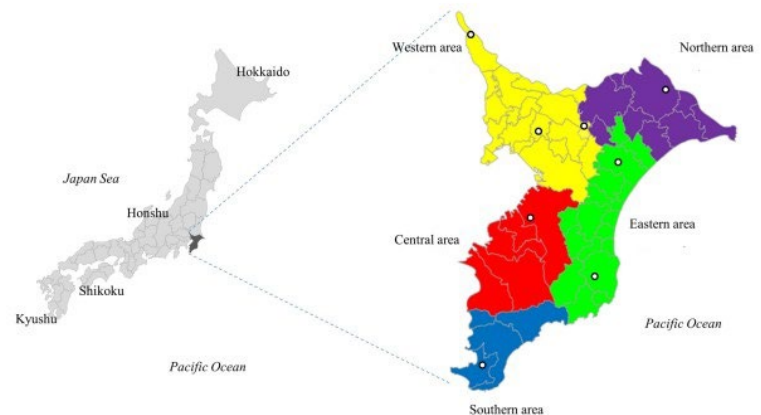 Hokkaido
Japan Sea
Honshu
Shikoku
Kyushu
Pacific Ocean
Western area
Northern area
Central area
Eastern area
Pacific Ocean
Southern area